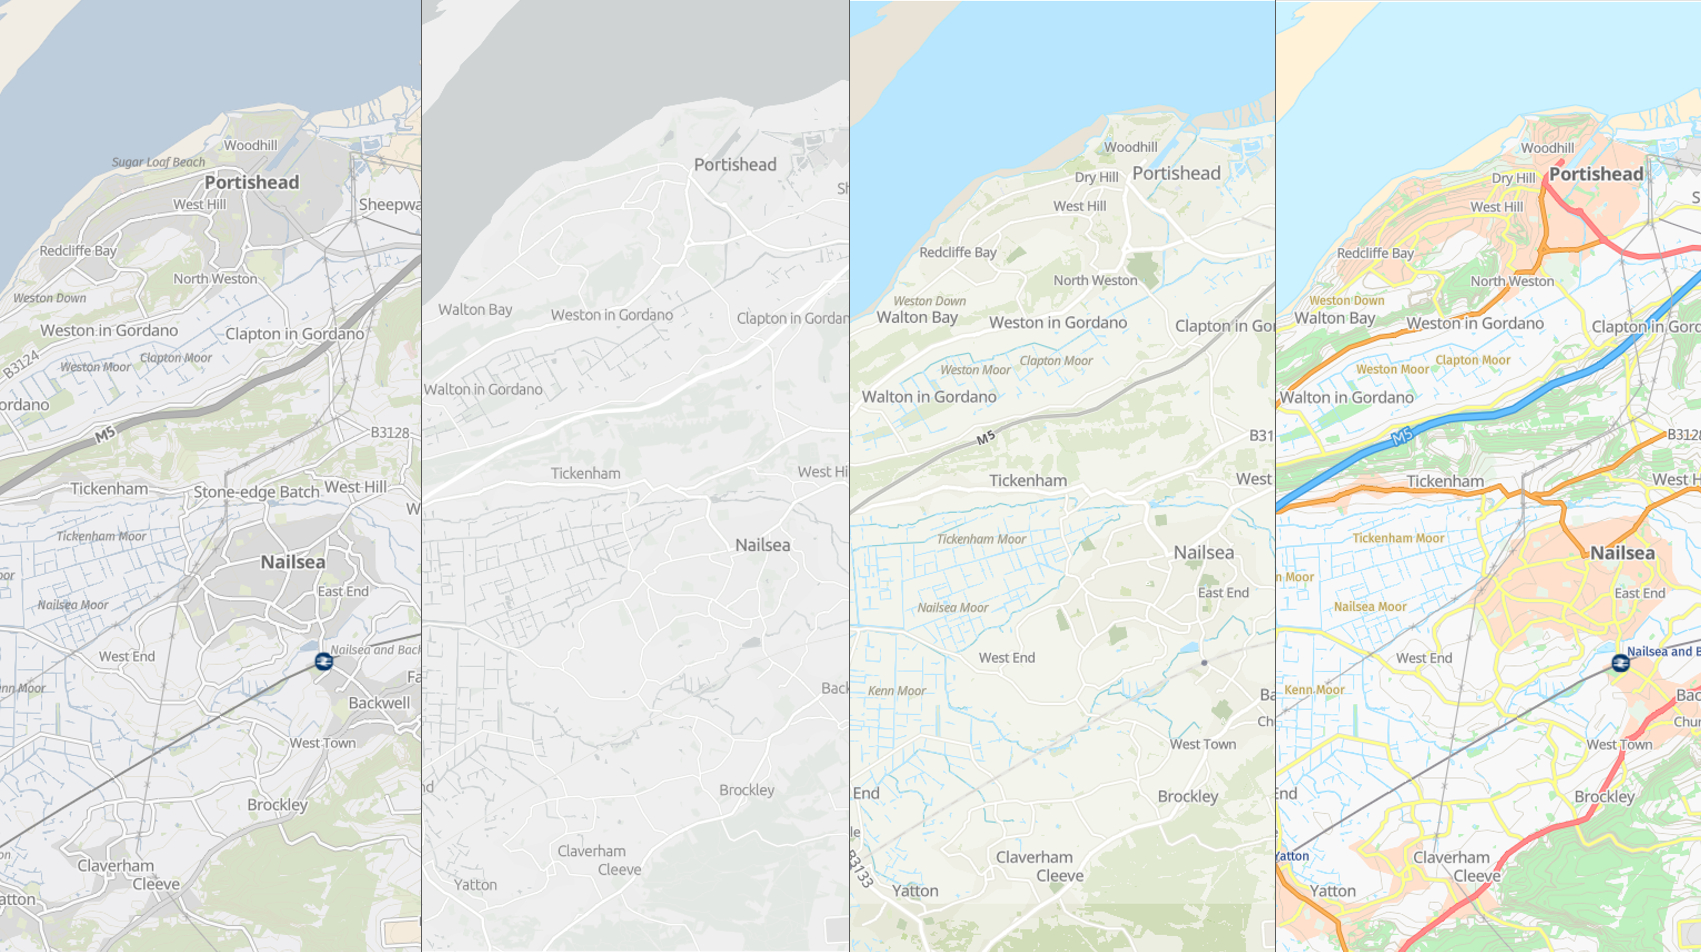 Woodhill
Sugar Loaf Beach
Portishead
West Hill
Sheepwa
Redcliffe Bay
North Weston
Weston Down
Weston in Gordano
Clapton in Gordano
B3124
Clapton Moor
Weston Moor
ordano
M5
B3128
Tickenham
Stone-edge Batch
West Hill
W
Tickenham Moor
Nailsea
oor
East End
Nailsea Moor
West End
Nailsea and Back
Fa
nn Moor
Backwell
West Town
Brockley
on
Claverham
Cleeve
atton
Portishead
Sh
Walton Bay
Weston in Gordano
Clapton in Gordan
Walton in Gordano
Tickenham
West Hi
Nailsea
Back
nd
Brockley
Claverham
Cleeve
Yatton
Woodhill
Dry Hill
Portishead
West Hill
Redcliffe Bay
North Weston
Weston Down
Walton Bay
Weston in Gordano
Clapton in Gor
Clapton Moor
Weston Moor
Walton in Gordano
M5
B31
Tickenham
West
Tickenham Moor
Nailsea
East End
Nailsea Moor
West End
Kenn Moor
Ba
Ch
West Town
End
Brockley
le
B3133
Claverham
Cleeve
Yatton
Woodhill
Dry Hill
Portishead
West Hill
S
Redcliffe Bay
North Weston
Weston Down
Walton Bay
Weston in Gordano
Clapton in Gord
Clapton Moor
Weston Moor
Walton in Gordano
M5
B3128
Tickenham
West H
Tickenham Moor
Nailsea
n Moor
East End
Nailsea Moor
West End
Nailsea and B
Kenn Moor
Bac
Chur
West Town
End
Brockley
Yatton
Claverham
Cleeve
Yatton